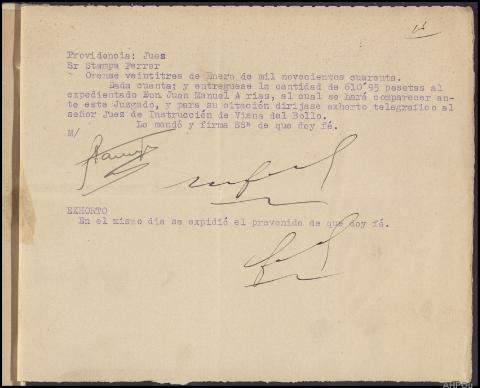 Providencia: Juez
Sr Stampa Ferrer
Orense veintitres de Enero de mil novecientos cuarenta.
Dada cuenta; y entreguese la cantidad de 610'95 pesetas al
expedientado Don Juan Manuel A rias, al cual se hará comparecer an-
te este Juzgado, y para su citación dirijase exhorto telegrafico al
señor Juez de Instrucción de Viana del Bollo.
Lo mandó y firma SSª de que doy fé.
M/
EXHORTO
En el mismo dia se expidió el prevenido de que doy fé.